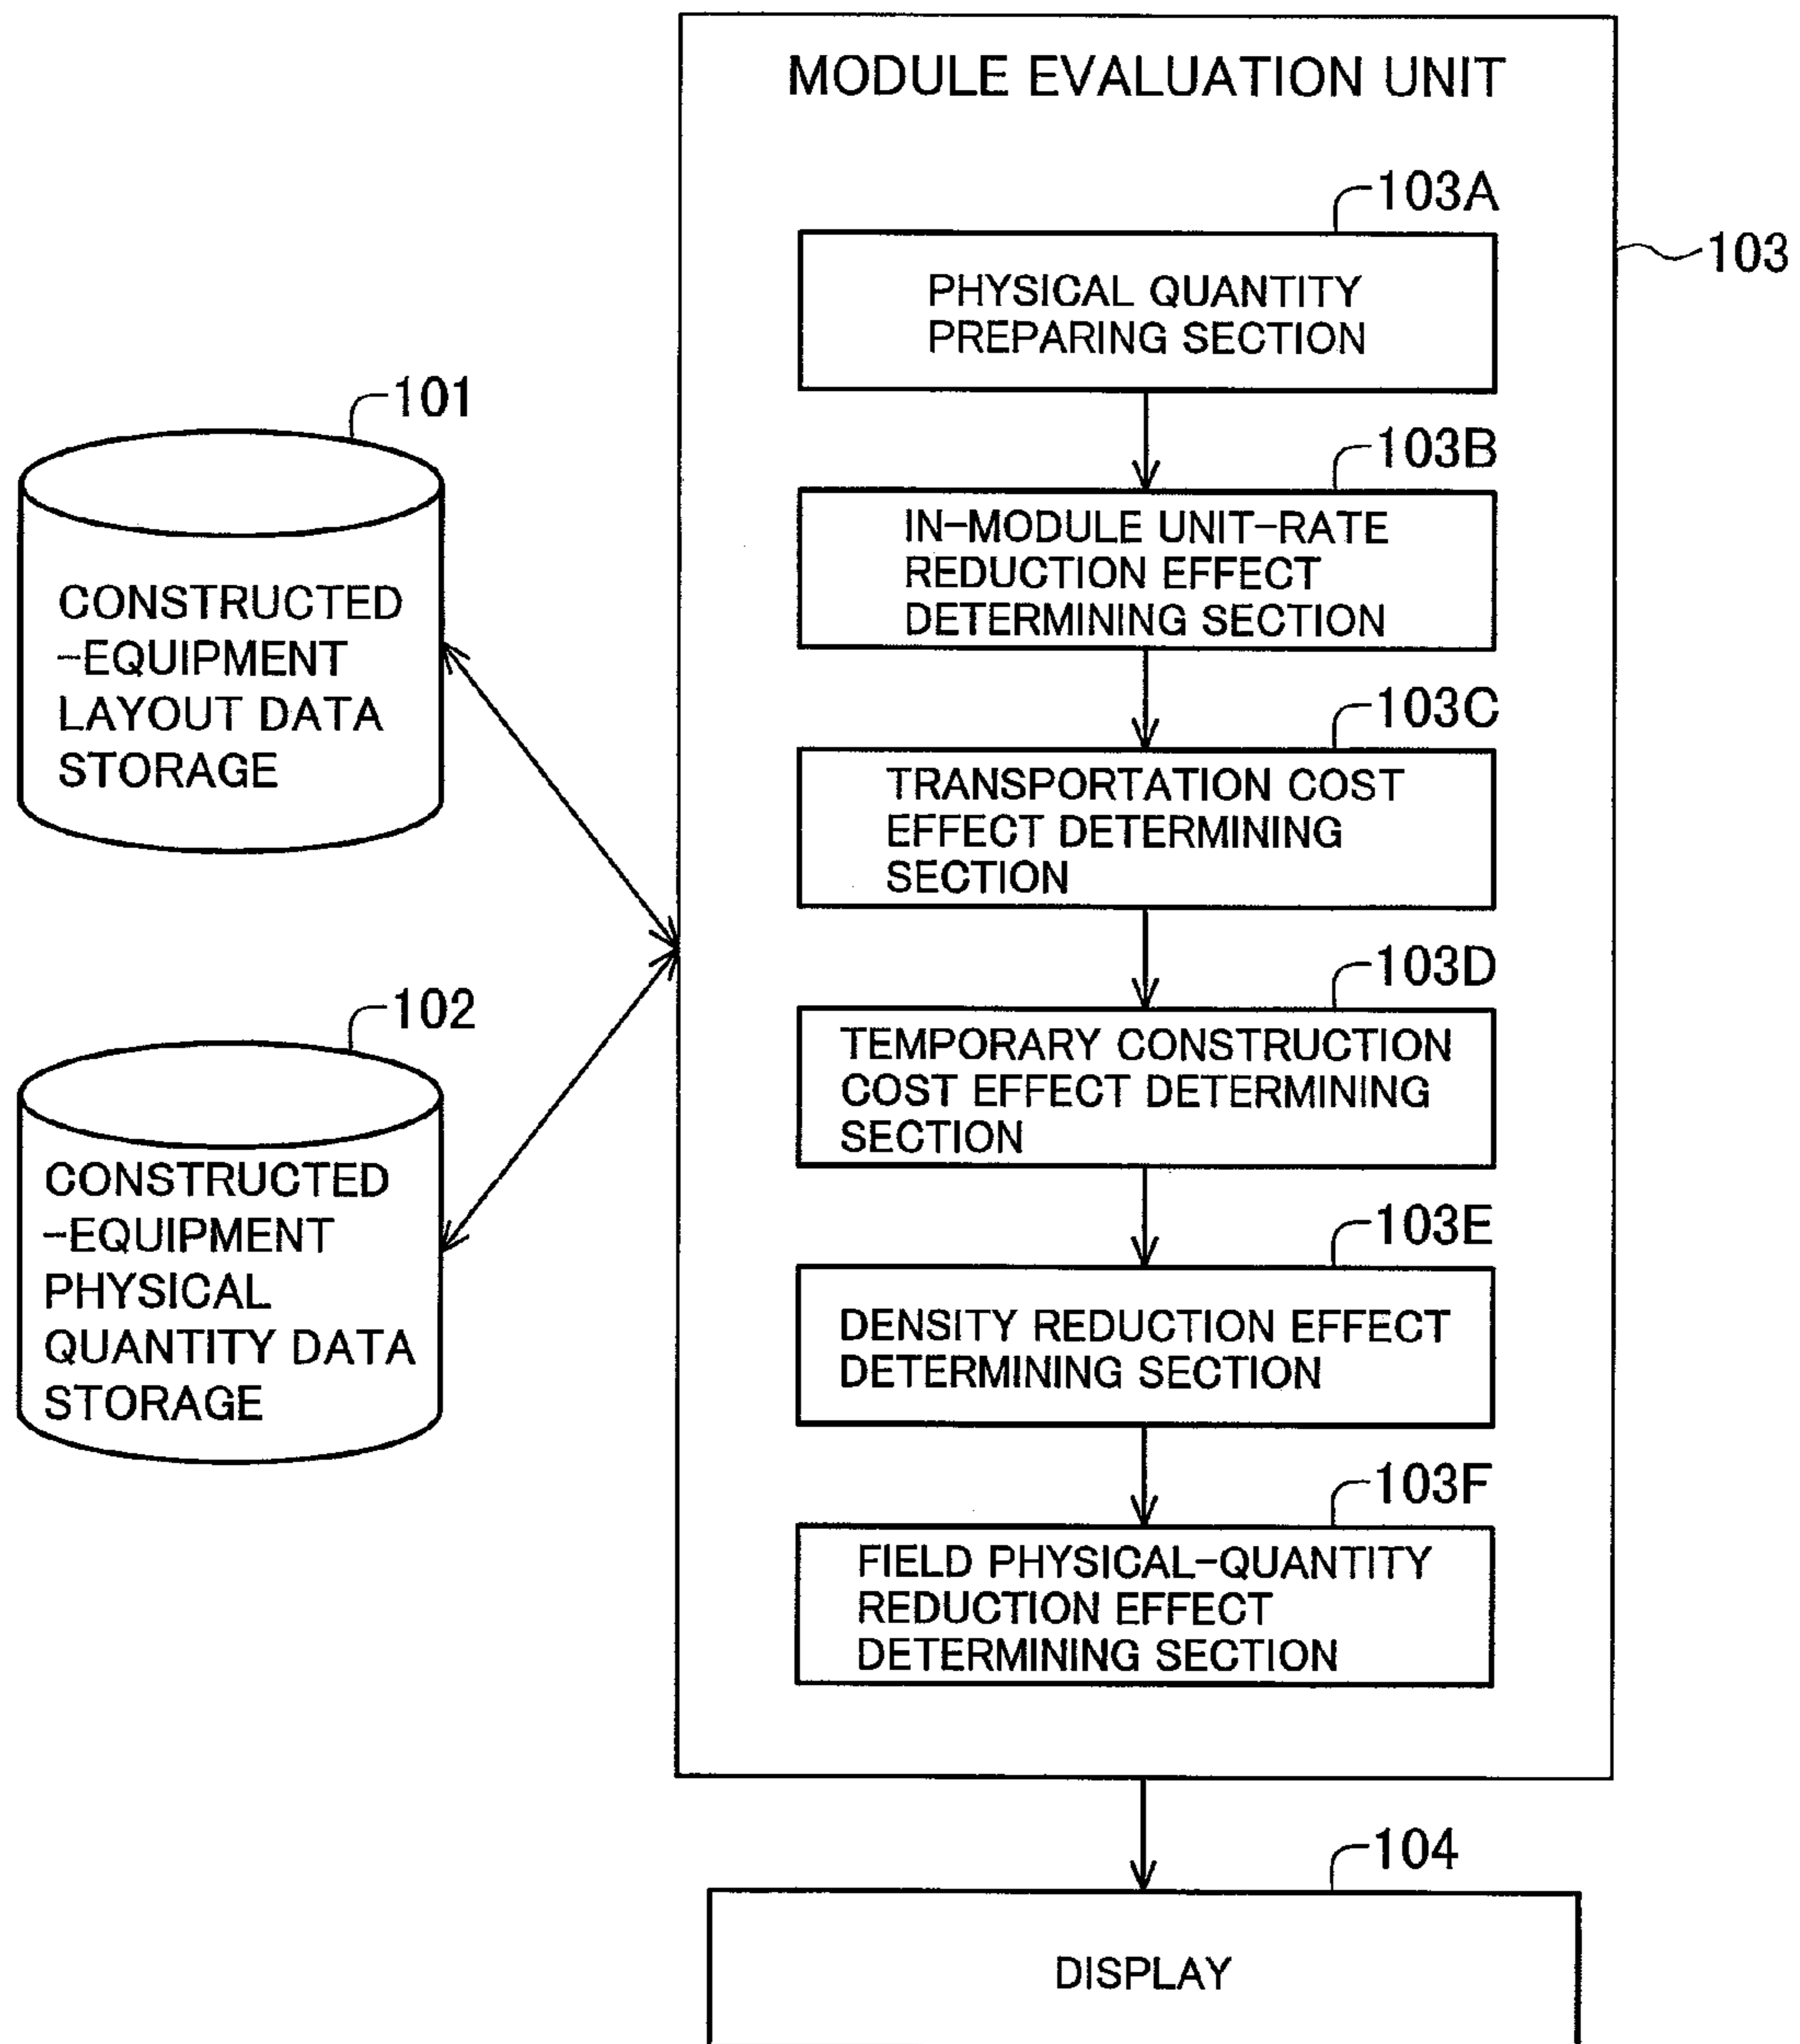 MODULE EVALUATION UNIT
103
103A
PHYSICAL QUANTITY
PREPARING SECTION
103B
IN-MODULE UNIT-RATE
REDUCTION EFFECT
DETERMINING SECTION
103C
TRANSPORTATION COST
EFFECT DETERMINING
SECTION
103D
TEMPORARY CONSTRUCTION
COST EFFECT DETERMINING
SECTION
103E
DENSITY REDUCTION EFFECT
DETERMINING SECTION
103F
FIELD PHYSICAL-QUANTITY
REDUCTION EFFECT
DETERMINING SECTION
101
CONSTRUCTED
-EQUIPMENT
LAYOUT DATA
STORAGE
102
CONSTRUCTED
-EQUIPMENT
PHYSICAL
QUANTITY DATA
STORAGE
104
DISPLAY